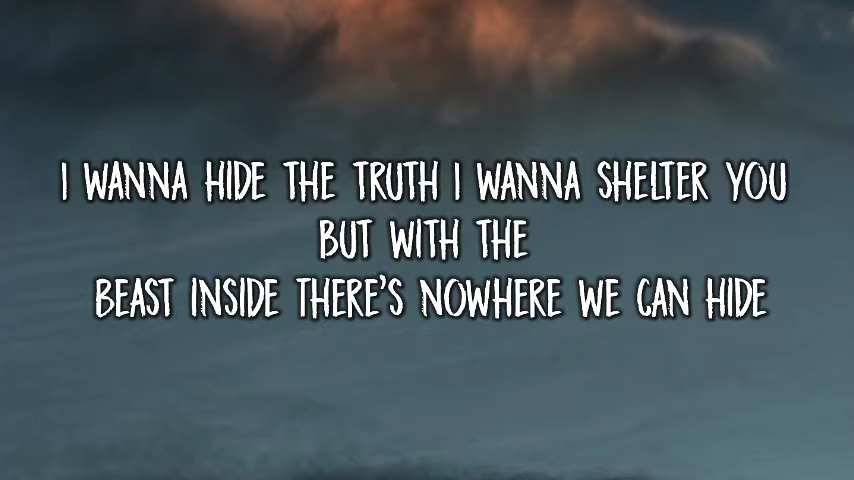 I WANNA HIDE THE TRUTH I WANNA SHELTER YOU
BUT WITH THE
BEAST INSIDE THERE'S NOWHERE WE CAN HIDE